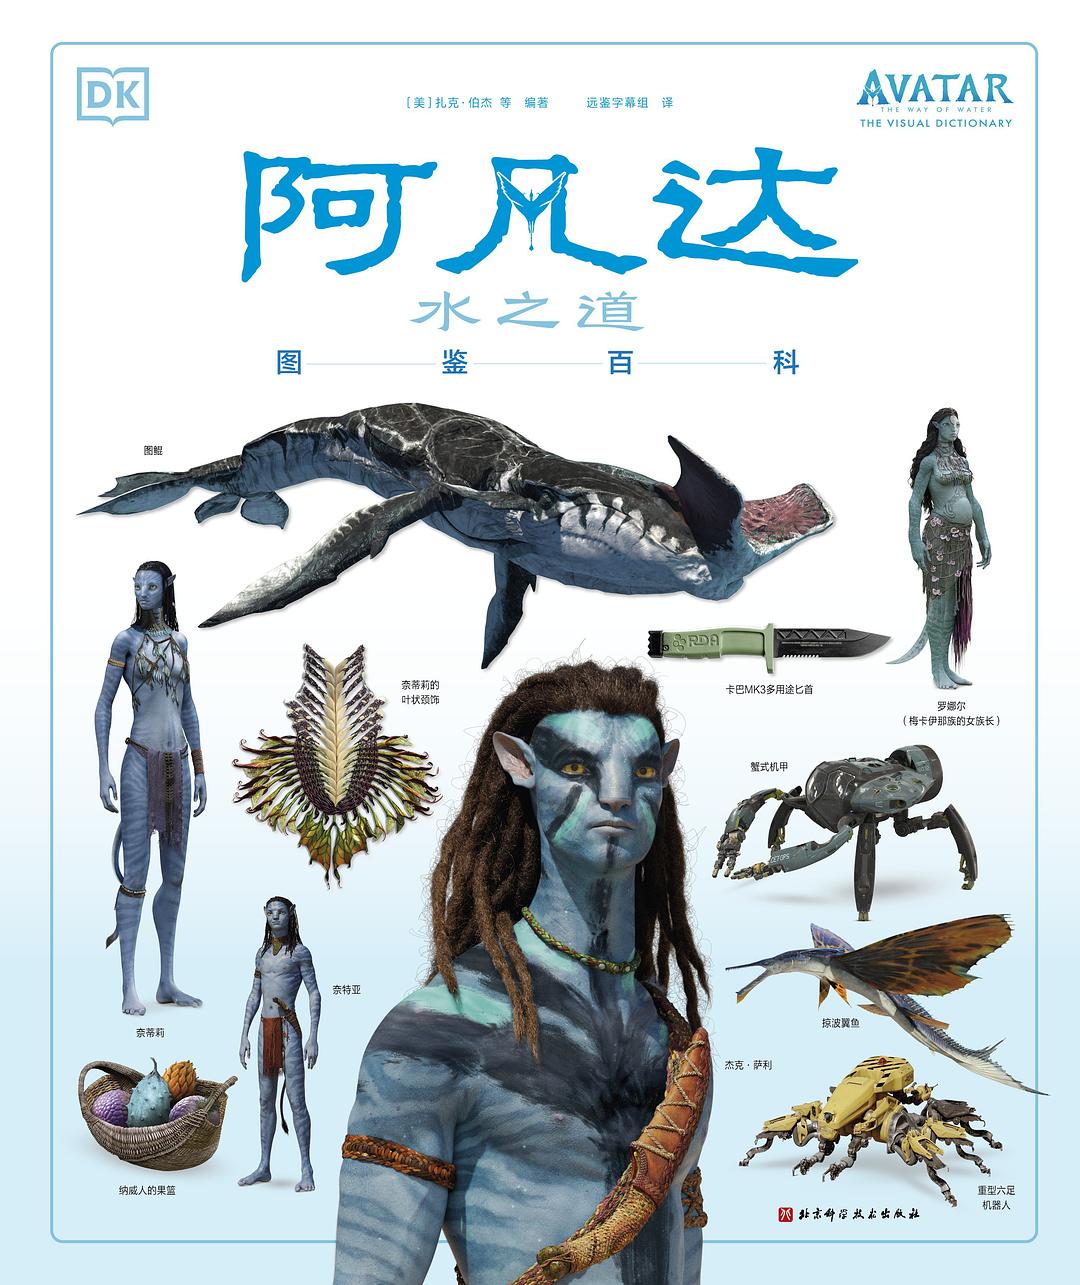 DK
[美]扎克·伯杰 等 编著 远鉴字幕组 译
AVATAR
THE WAY OF WATER
THE VISUAL DICTIONARY
阿凡达
水之道
图鉴百科
图鲲
RDA
卡巴MK3多用途匕首
罗娜尔
(梅卡伊那族的女族长)
奈蒂莉的
叶状颈饰
蟹式机甲
CETOPS
奈特亚
掠波翼鱼
奈蒂莉
杰克·萨利
纳威人的果篮
重型六足
机器人
北京科学技术出版社